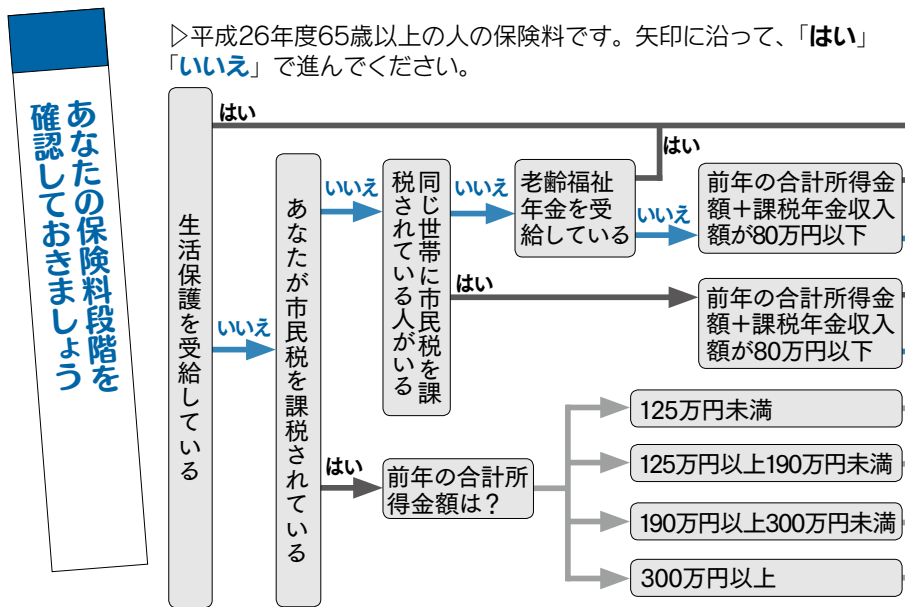 あなたの保険料段階を
確認しておきましょう
▷平成26年度65歳以上の人の保険料です。矢印に沿って、「はい」
「いいえ」で進んでください。
生活保護を受給している
はい
いいえ
あなたが市民税を課税されている
いいえ
はい
同じ世帯に市民税を課
税されている人がいる
いいえ
はい
老齢福祉
年金を受
給している
はい
いいえ
前年の合計所得金
額＋課税年金収入
額が80万円以下
前年の合計所得金
額＋課税年金収入
額が80万円以下
前年の合計所
得金額は？
125万円未満
125万円以上190万円未満
190万円以上300万円未満
300万円以上